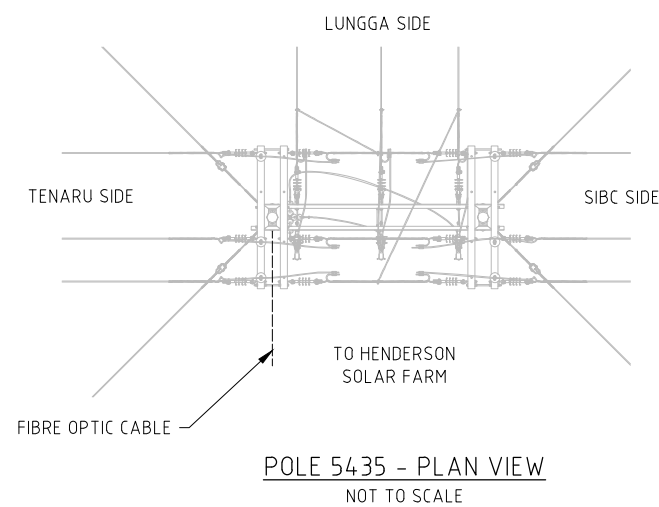 LUNGGA SIDE
TENARU SIDE
SIBC SIDE
TO HENDERSON
SOLAR FARM
FIBRE OPTIC CABLE
POLE 5435 - PLAN VIEW
NOT TO SCALE